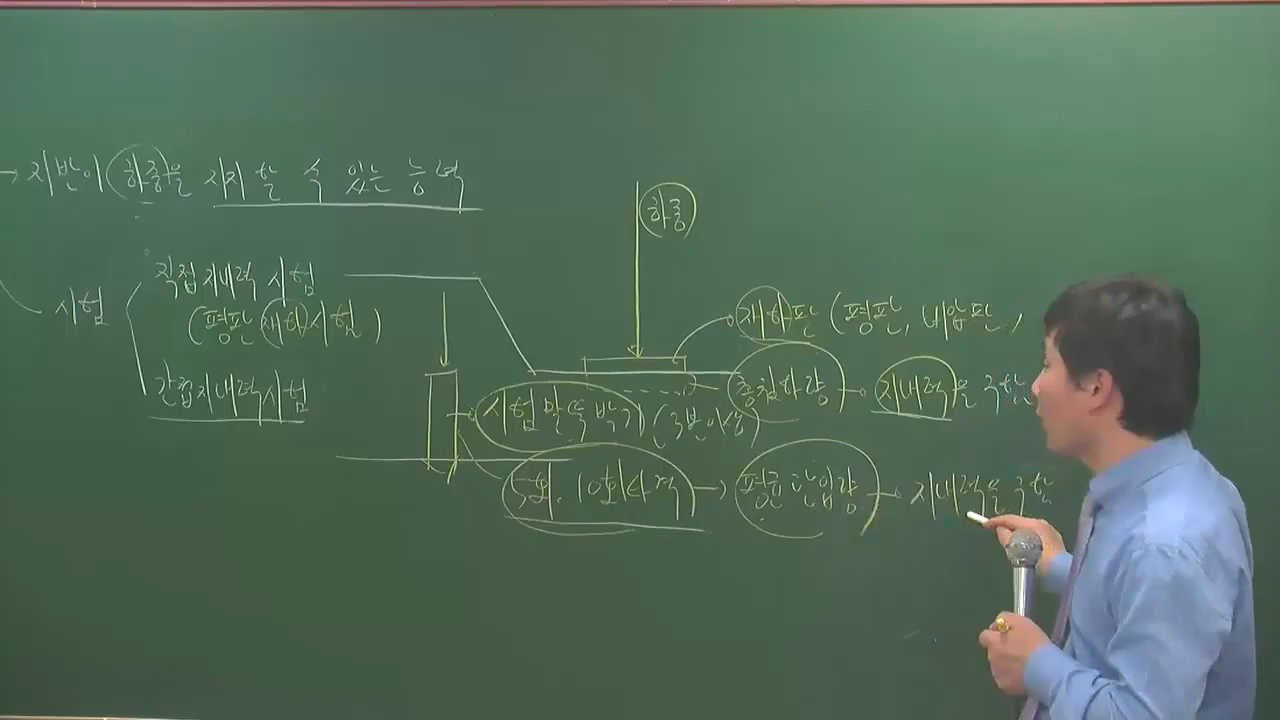 → 지반이 하중을 지지 할 수 있는 능력
하중
시험
직접지내력 시험
(평판 재하시험)
간접지내력시험
재하판 (평판, 내압판,
총침하량 → 지내력을 구함
시험말뚝박기 (3번이상)
5회, 10회타격 → 평균관입량 → 지내력을 구함